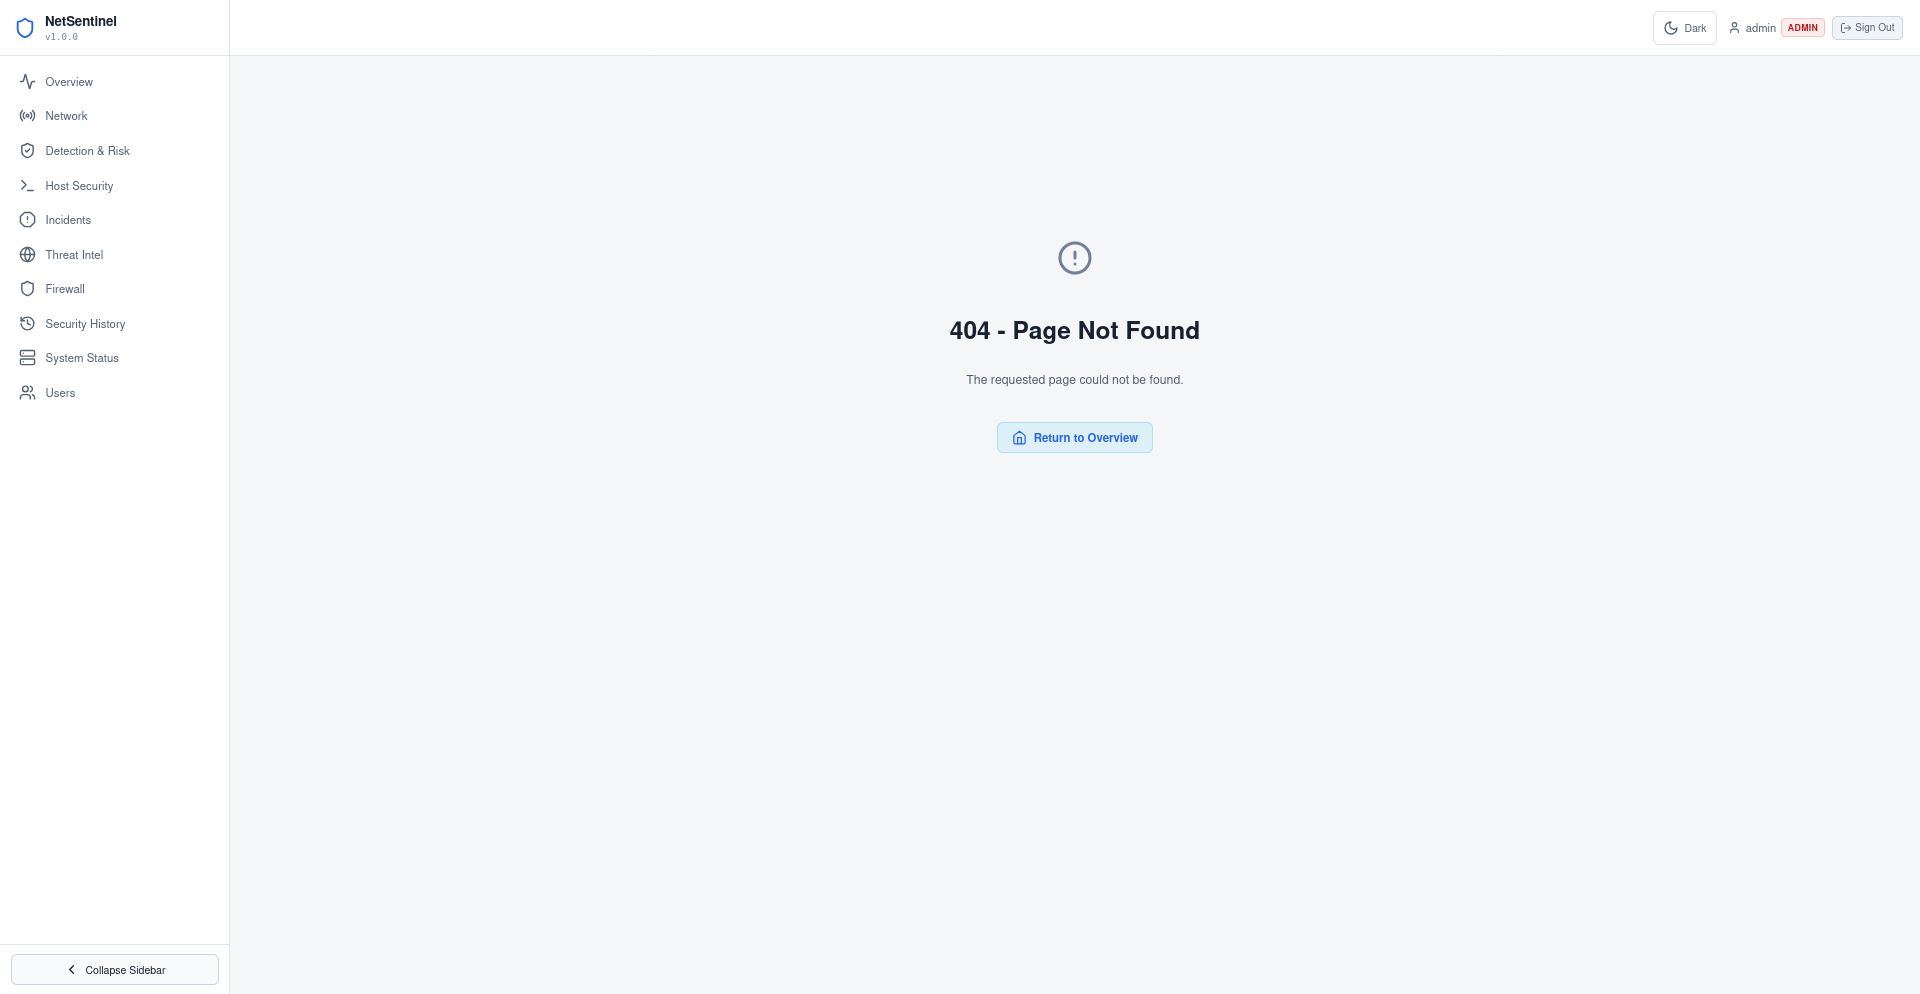 NetSentinel
v1.0.0
Dark
admin
ADMIN
Sign Out
Overview
Network
Detection & Risk
Host Security
Incidents
Threat Intel
Firewall
Security History
System Status
Users
404 - Page Not Found
The requested page could not be found.
Return to Overview
Collapse Sidebar